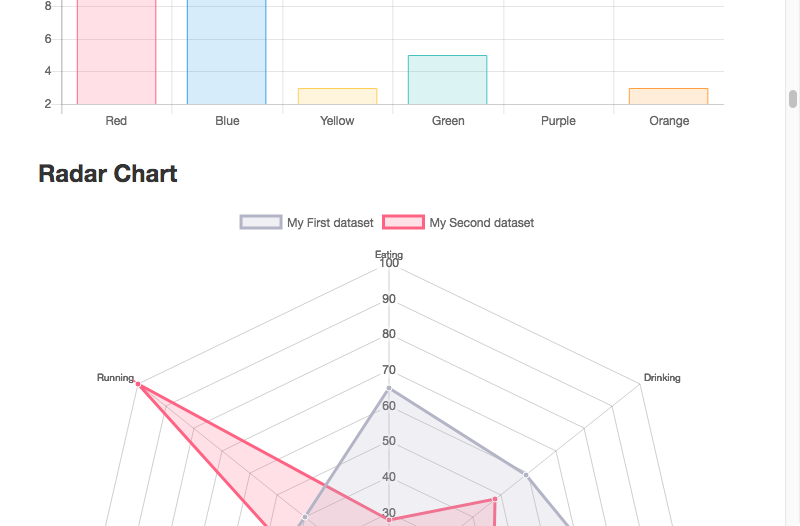 8
6
4
2
Red Blue Yellow Green Purple Orange
Radar Chart
My First dataset My Second dataset
Eating
100
90
80
70
Running Drinking
60
50
40
30